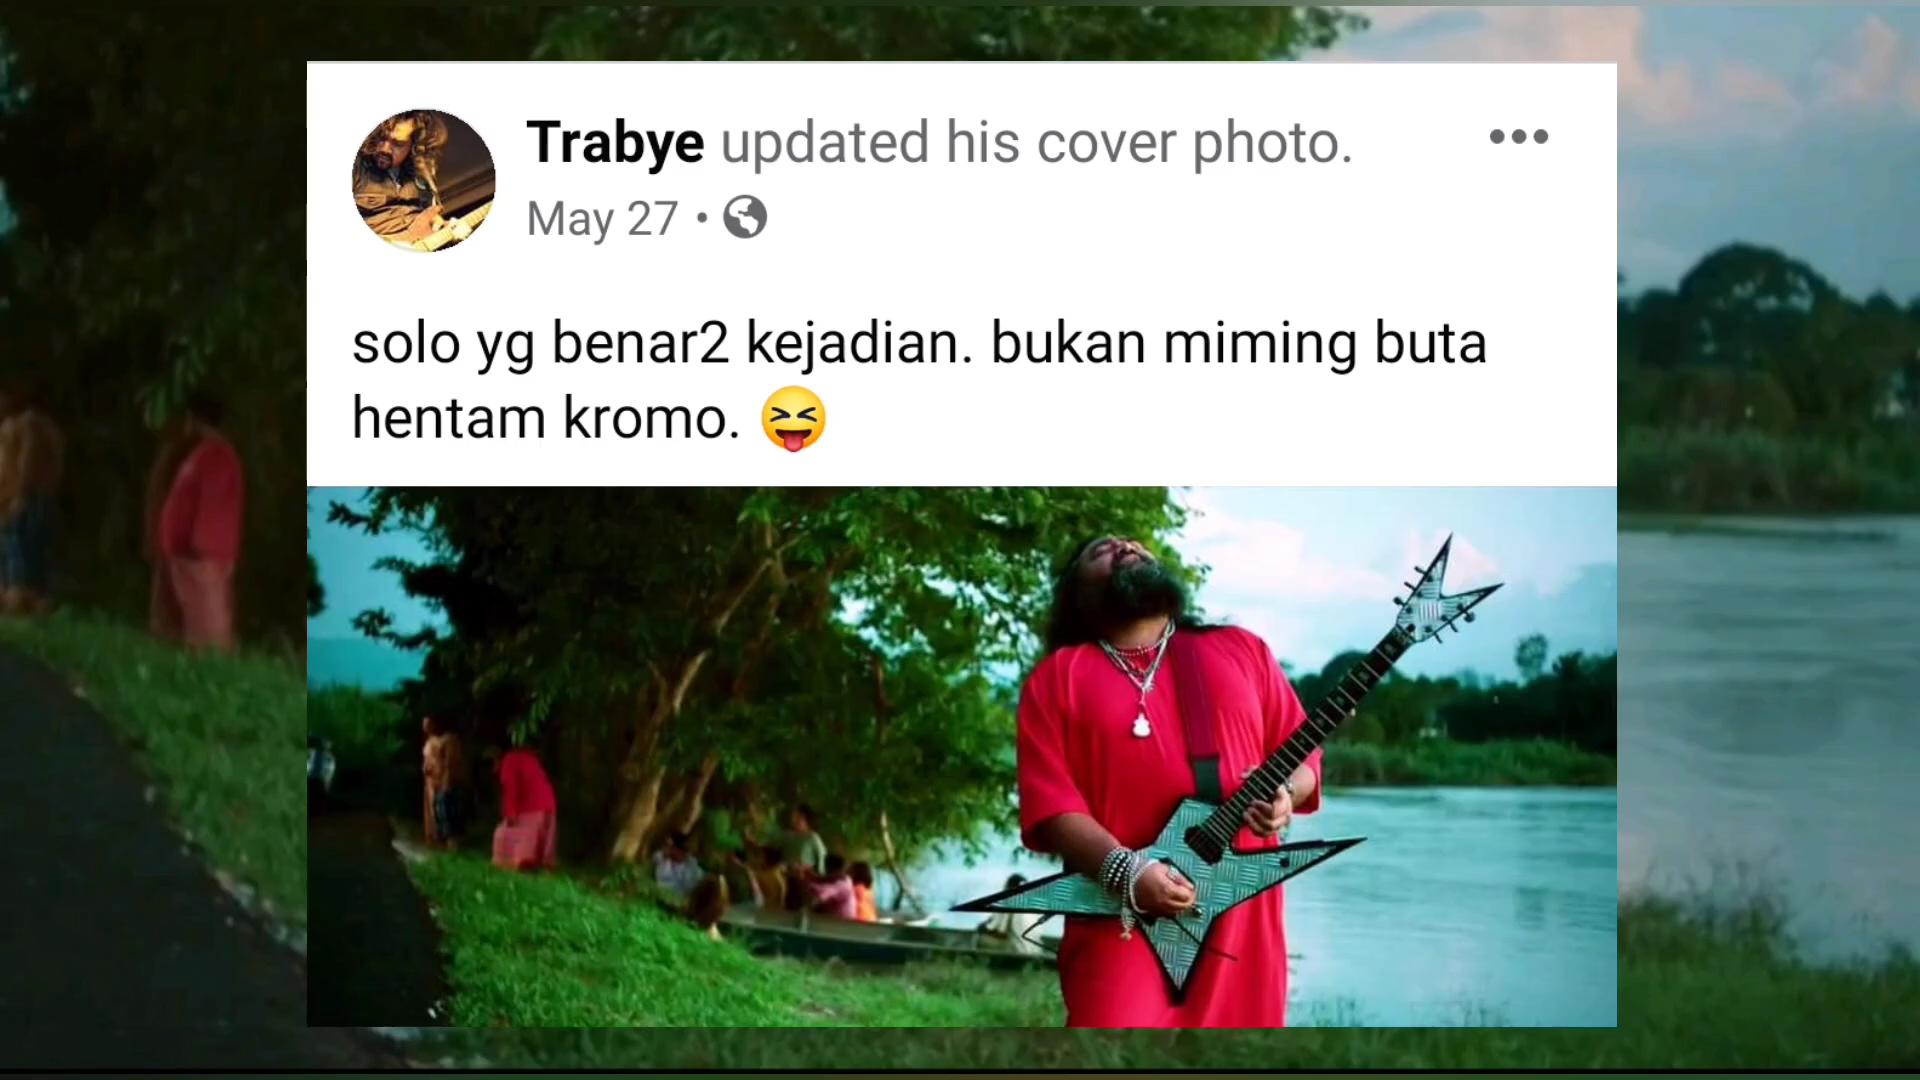 Trabye updated his cover photo.
May 27 •
solo yg benar2 kejadian. bukan miming buta
hentam kromo. 😝